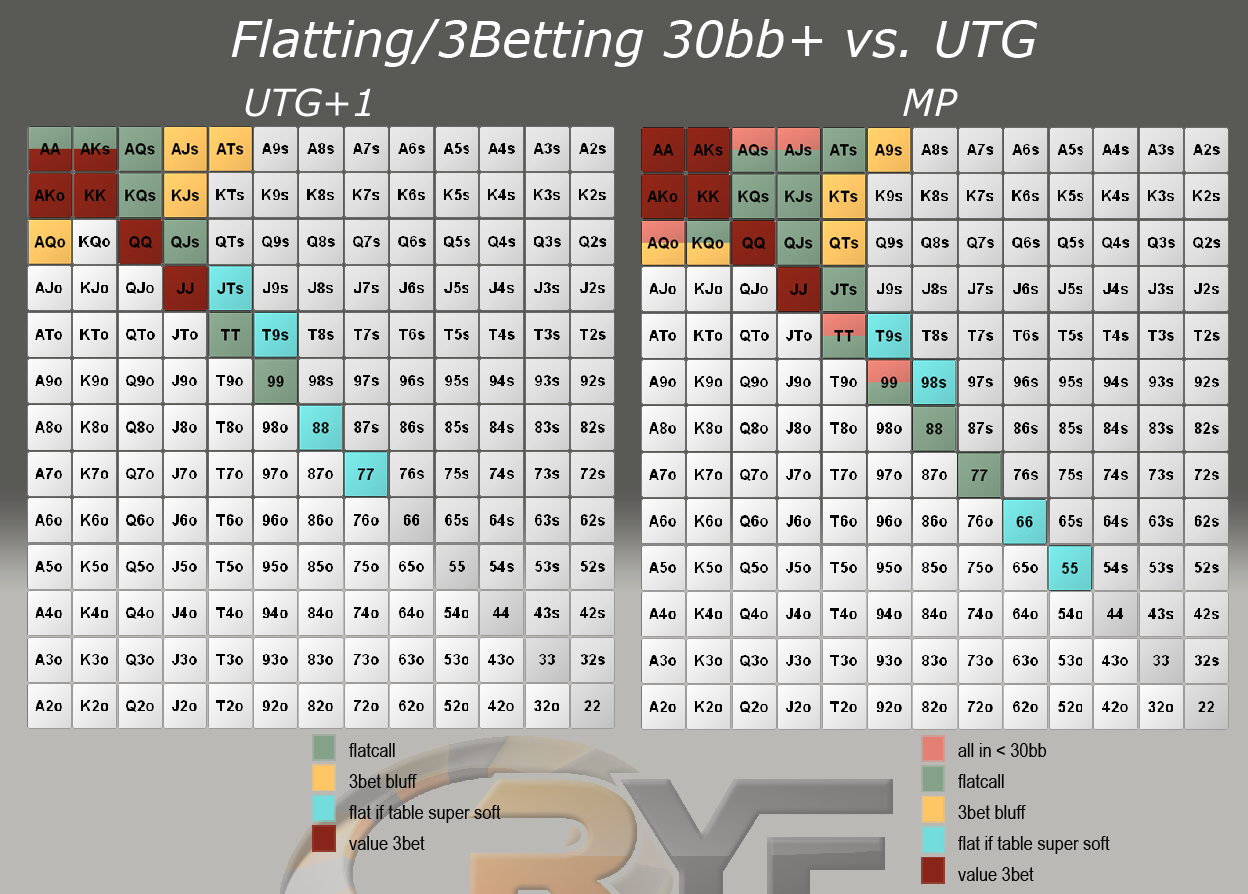 Flatting/3Betting 30bb+ vs. UTG
UTG+1
AA AKs AQs AJs ATs A9s A8s A7s A6s A5s A4s A3s A2s
AKo KK KQs KJs KTs K9s K8s K7s K6s K5s K4s K3s K2s
AQo KQo QQ QJs QTs Q9s Q8s Q7s Q6s Q5s Q4s Q3s Q2s
AJo KJo QJo JJ JTs J9s J8s J7s J6s J5s J4s J3s J2s
ATo KTo QTo JTo TT T9s T8s T7s T6s T5s T4s T3s T2s
A9o K9o Q9o J9o T9o 99 98s 97s 96s 95s 94s 93s 92s
A8o K8o Q8o J8o T8o 98o 88 87s 86s 85s 84s 83s 82s
A7o K7o Q7o J7o T7o 97o 87o 77 76s 75s 74s 73s 72s
A6o K6o Q6o J6o T6o 96o 86o 76o 66 65s 64s 63s 62s
A5o K5o Q5o J5o T5o 95o 85o 75o 65o 55 54s 53s 52s
A4o K4o Q4o J4o T4o 94o 84o 74o 64o 54o 44 43s 42s
A3o K3o Q3o J3o T3o 93o 83o 73o 63o 53o 43o 33 32s
A2o K2o Q2o J2o T2o 92o 82o 72o 62o 52o 42o 32o 22
flatcall
3bet bluff
flat if table super soft
value 3bet
MP
AA AKs AQs AJs ATs A9s A8s A7s A6s A5s A4s A3s A2s
AKo KK KQs KJs KTs K9s K8s K7s K6s K5s K4s K3s K2s
AQo KQo QQ QJs QTs Q9s Q8s Q7s Q6s Q5s Q4s Q3s Q2s
AJo KJo QJo JJ JTs J9s J8s J7s J6s J5s J4s J3s J2s
ATo KTo QTo JTo TT T9s T8s T7s T6s T5s T4s T3s T2s
A9o K9o Q9o J9o T9o 99 98s 97s 96s 95s 94s 93s 92s
A8o K8o Q8o J8o T8o 98o 88 87s 86s 85s 84s 83s 82s
A7o K7o Q7o J7o T7o 97o 87o 77 76s 75s 74s 73s 72s
A6o K6o Q6o J6o T6o 96o 86o 76o 66 65s 64s 63s 62s
A5o K5o Q5o J5o T5o 95o 85o 75o 65o 55 54s 53s 52s
A4o K4o Q4o J4o T4o 94o 84o 74o 64o 54o 44 43s 42s
A3o K3o Q3o J3o T3o 93o 83o 73o 63o 53o 43o 33 32s
A2o K2o Q2o J2o T2o 92o 82o 72o 62o 52o 42o 32o 22
all in < 30bb
flatcall
3bet bluff
flat if table super soft
value 3bet